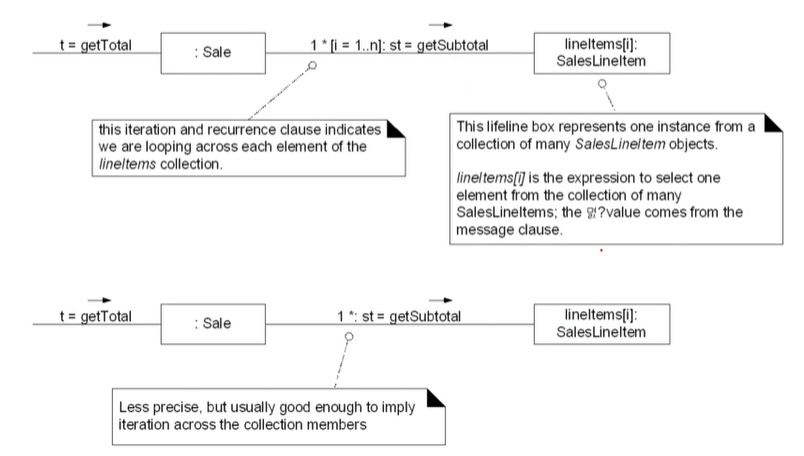 t = getTotal
: Sale
1 * [i = 1..n]: st = getSubtotal
lineItems[i]:
SalesLineItem
this iteration and recurrence clause indicates
we are looping across each element of the
lineItems collection.
This lifeline box represents one instance from a
collection of many SalesLineItem objects.
lineItems[i] is the expression to select one
element from the collection of many
SalesLineItems; the ?value comes from the
message clause.
t = getTotal
: Sale
1 *: st = getSubtotal
lineItems[i]:
SalesLineItem
Less precise, but usually good enough to imply
iteration across the collection members